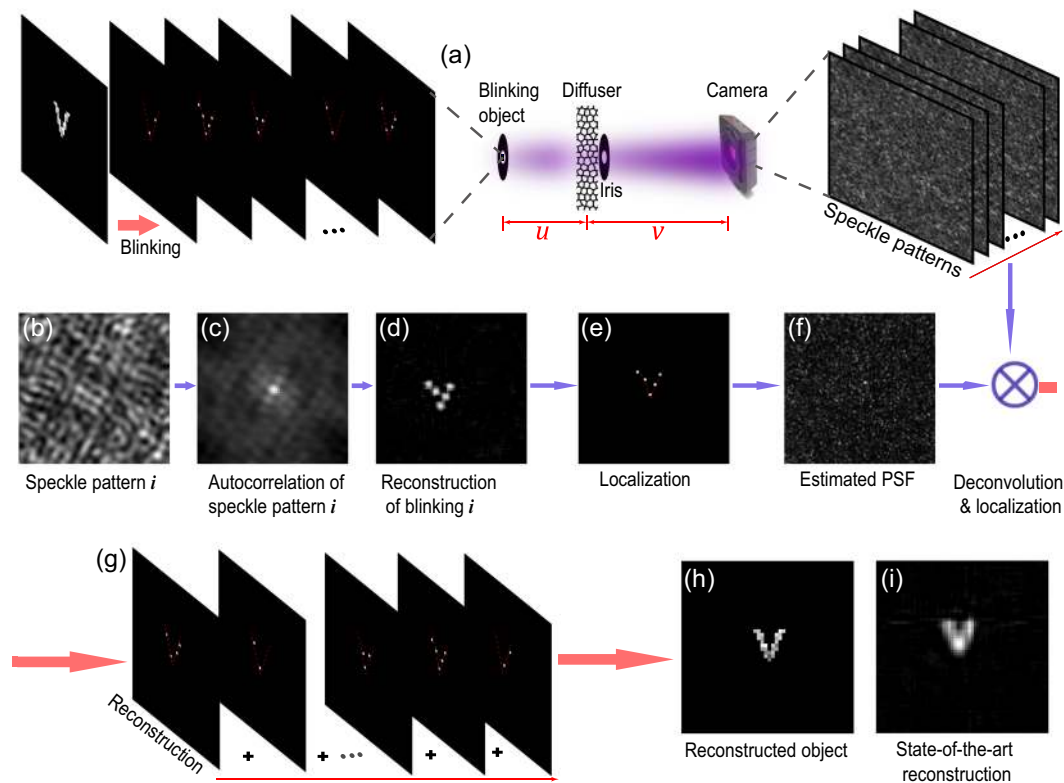 (a)
Blinking
object
Diffuser
Camera
Iris
u
v
Blinking
Speckle patterns
(b)
(c)
(d)
(e)
(f)
Speckle pattern i
Autocorrelation of
speckle pattern i
Reconstruction
of blinking i
Localization
Estimated PSF
Deconvolution
& localization
(g)
Reconstruction
+
+
+
+
(h)
(i)
Reconstructed object
State-of-the-art
reconstruction